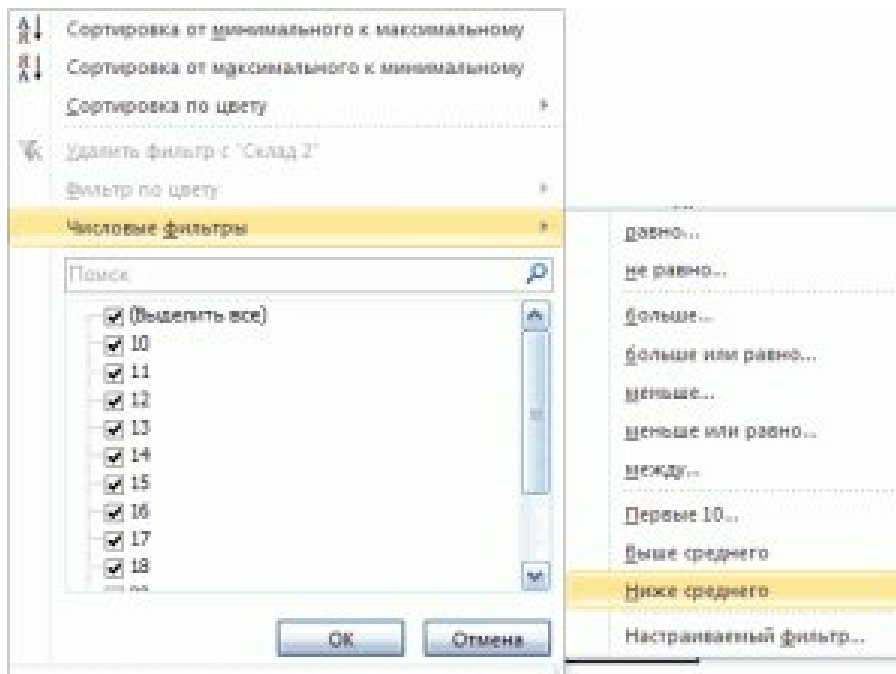 Сортировка от минимального к максимальному
Сортировка от максимального к минимальному
Сортировка по цвету
Удалить фильтр с "Склад 2"
Фильтр по цвету
Числовые фильтры
Поиск
(Выделить все)
10
11
12
13
14
15
16
17
18
ОК
Отмена
равно...
не равно...
больше...
больше или равно...
меньше...
меньше или равно...
между...
Первые 10...
Выше среднего
Ниже среднего
Настраиваемый фильтр...